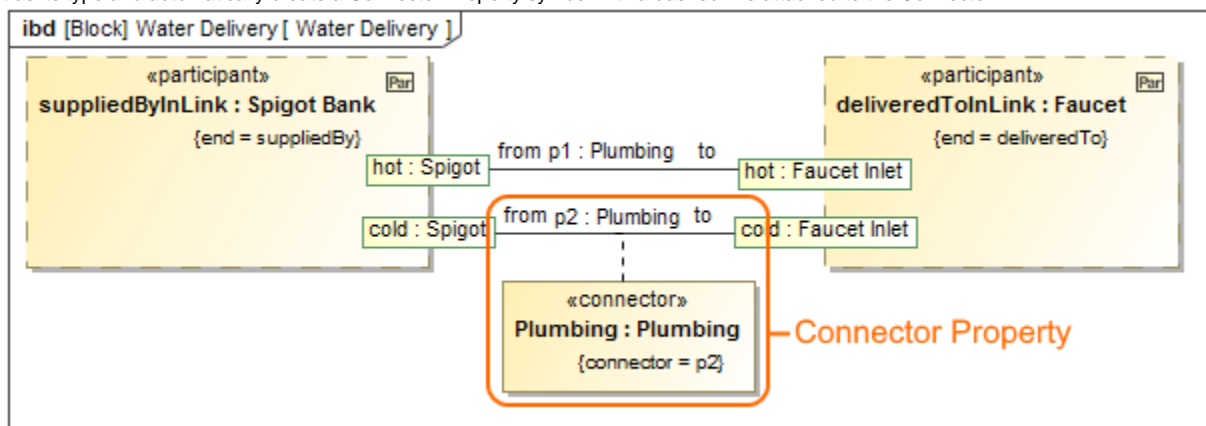 ibd [Block] Water Delivery [ Water Delivery ]
«participant»
Par
suppliedByInLink : Spigot Bank
{end = suppliedBy}
«participant»
Par
deliveredToInLink : Faucet
{end = deliveredTo}
hot : Spigot
from p1 : Plumbing to
hot : Faucet Inlet
cold : Spigot
from p2 : Plumbing to
cold : Faucet Inlet
«connector»
Plumbing : Plumbing
{connector = p2}
Connector Property